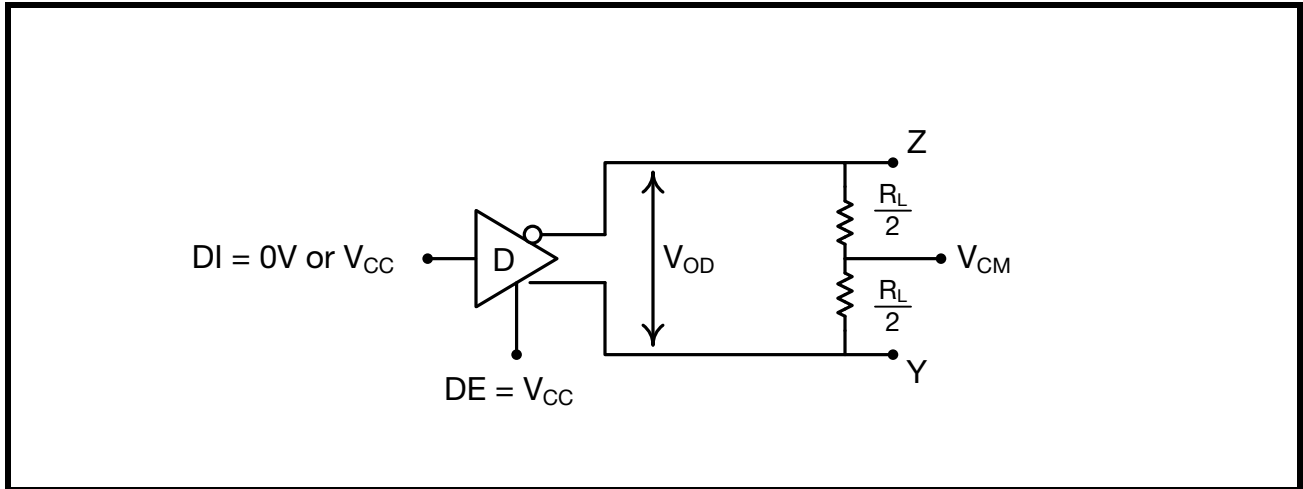 Z
R_L
2
DI = 0V or V_CC
D
V_OD
V_CM
R_L
2
Y
DE = V_CC